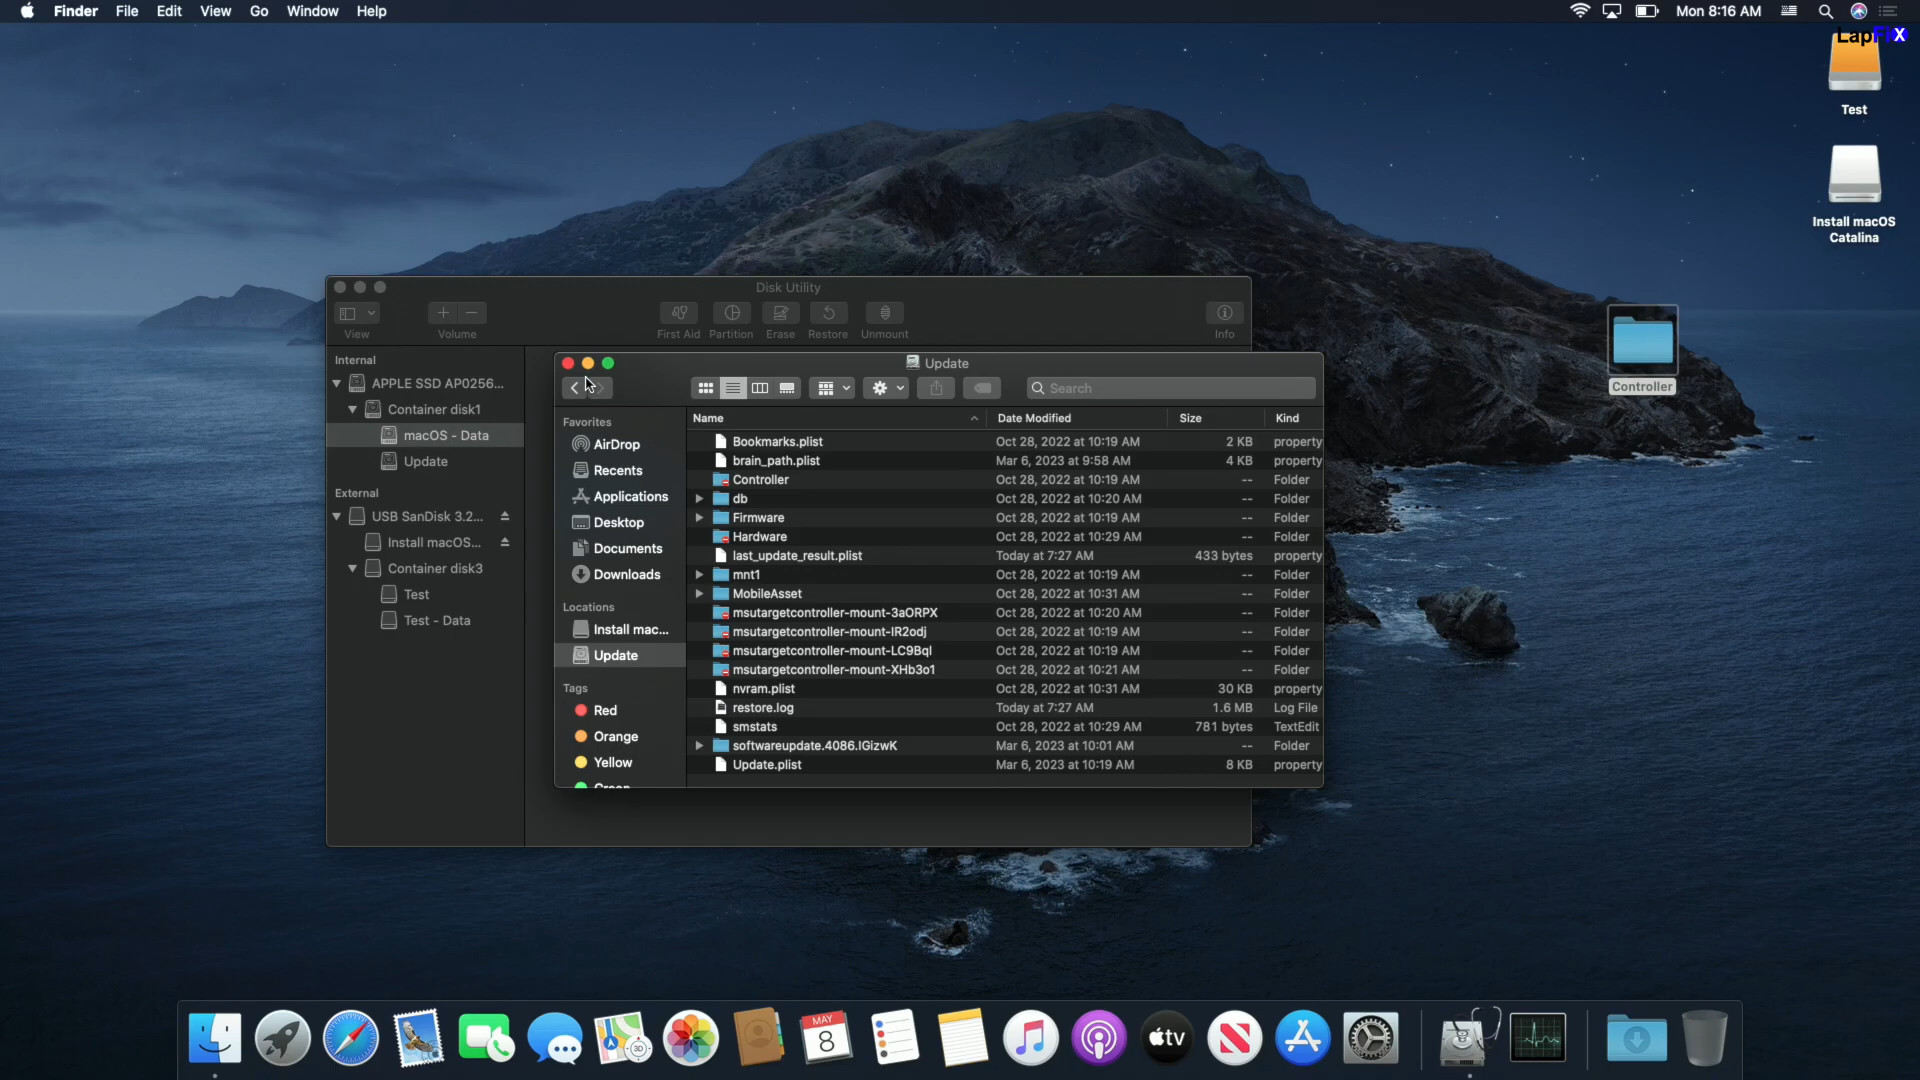 Finder File Edit View Go Window Help
Mon 8:16 AM
LapFiX
Test
Install macOS
Catalina
Controller
Disk Utility
View
Volume
First Aid Partition Erase Restore Unmount
Info
Internal
APPLE SSD AP0256...
Container disk1
macOS - Data
Update
External
USB SanDisk 3.2...
Install macOS...
Container disk3
Test
Test - Data
Update
Search
Favorites
AirDrop
Recents
Applications
Desktop
Documents
Downloads
Locations
Install mac...
Update
Tags
Red
Orange
Yellow
Green
Name Date Modified Size Kind
Bookmarks.plist Oct 28, 2022 at 10:19 AM 2 KB property
brain_path.plist Mar 6, 2023 at 9:58 AM 4 KB property
Controller Oct 28, 2022 at 10:19 AM -- Folder
db Oct 28, 2022 at 10:20 AM -- Folder
Firmware Oct 28, 2022 at 10:19 AM -- Folder
Hardware Oct 28, 2022 at 10:29 AM -- Folder
last_update_result.plist Today at 7:27 AM 433 bytes property
mnt1 Oct 28, 2022 at 10:19 AM -- Folder
MobileAsset Oct 28, 2022 at 10:31 AM -- Folder
msutargetcontroller-mount-3aORPX Oct 28, 2022 at 10:20 AM -- Folder
msutargetcontroller-mount-IR2odj Oct 28, 2022 at 10:19 AM -- Folder
msutargetcontroller-mount-LC9Bql Oct 28, 2022 at 10:19 AM -- Folder
msutargetcontroller-mount-XHb3o1 Oct 28, 2022 at 10:21 AM -- Folder
nvram.plist Oct 28, 2022 at 10:31 AM 30 KB property
restore.log Today at 7:27 AM 1.6 MB Log File
smstats Oct 28, 2022 at 10:29 AM 781 bytes TextEdit
softwareupdate.4086.IGizwK Mar 6, 2023 at 10:01 AM -- Folder
Update.plist Mar 6, 2023 at 10:19 AM 8 KB property
3D
MAY
8
tv